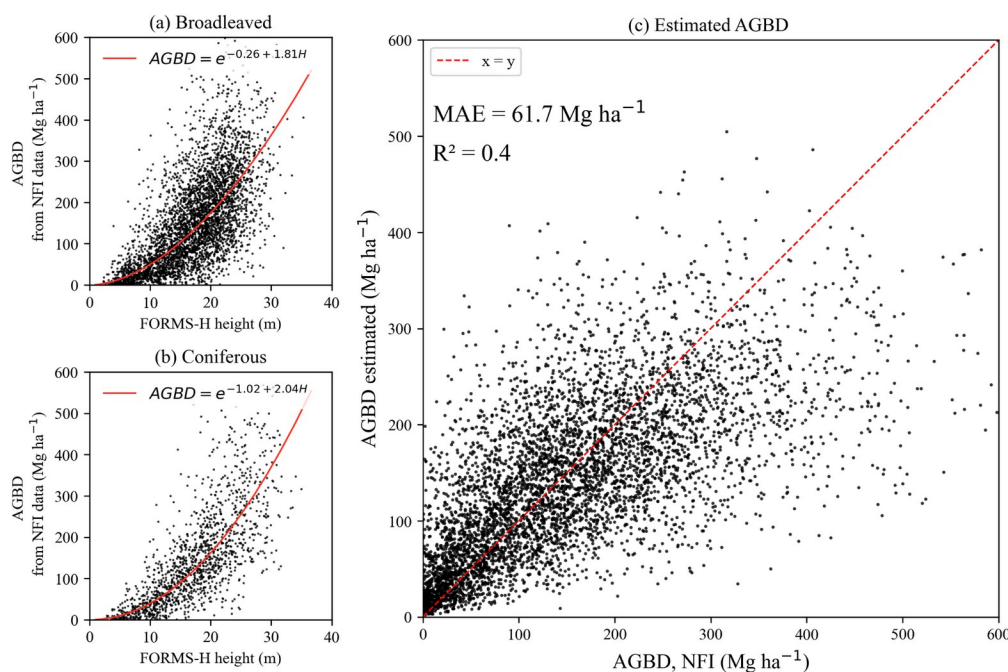 (a) Broadleaved
600
500
400
300
200
100
0
AGBD
from NFI data (Mg ha⁻¹)
AGBD = e^{-0.26 + 1.81H}
0 10 20 30 40
FORMS-H height (m)
(b) Coniferous
600
500
400
300
200
100
0
AGBD
from NFI data (Mg ha⁻¹)
AGBD = e^{-1.02 + 2.04H}
0 10 20 30 40
FORMS-H height (m)
(c) Estimated AGBD
600
500
400
300
200
100
0
AGBD estimated (Mg ha⁻¹)
x = y
MAE = 61.7 Mg ha⁻¹
R² = 0.4
0 100 200 300 400 500 600
AGBD, NFI (Mg ha⁻¹)